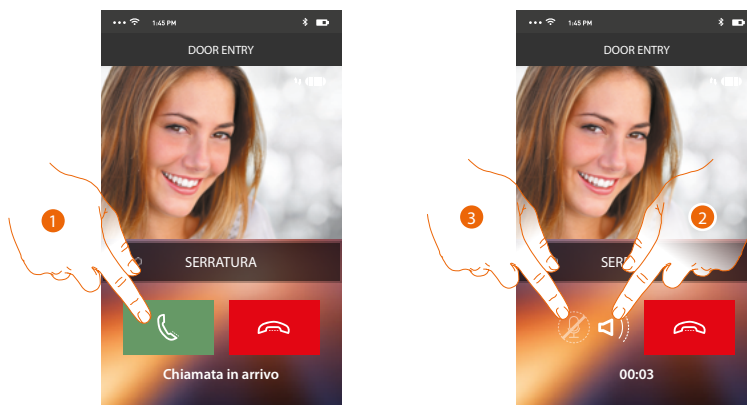 1:45 PM
DOOR ENTRY
1
SERRATURA
Chiamata in arrivo
1:45 PM
DOOR ENTRY
3
2
00:03